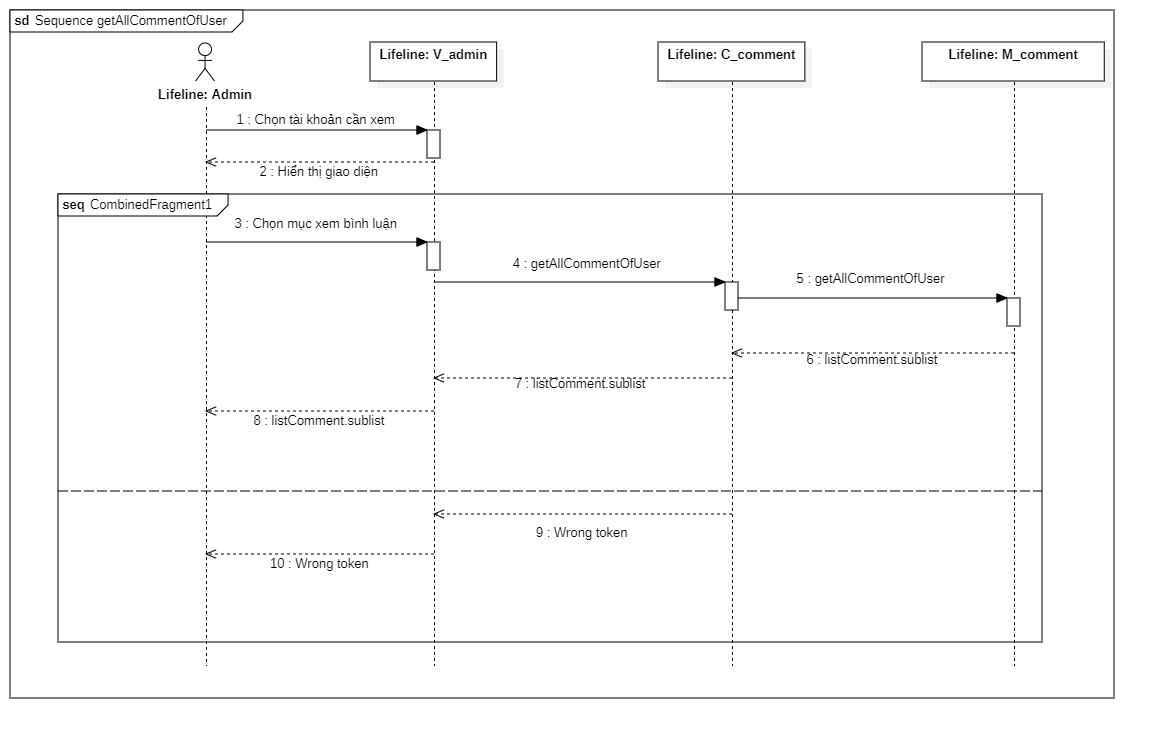 sd Sequence getAllCommentOfUser
Lifeline: Admin
Lifeline: V_admin
Lifeline: C_comment
Lifeline: M_comment
1 : Chọn tài khoản cần xem
2 : Hiển thị giao diện
seq CombinedFragment1
3 : Chọn mục xem bình luận
4 : getAllCommentOfUser
5 : getAllCommentOfUser
6 : listComment.sublist
7 : listComment.sublist
8 : listComment.sublist
9 : Wrong token
10 : Wrong token